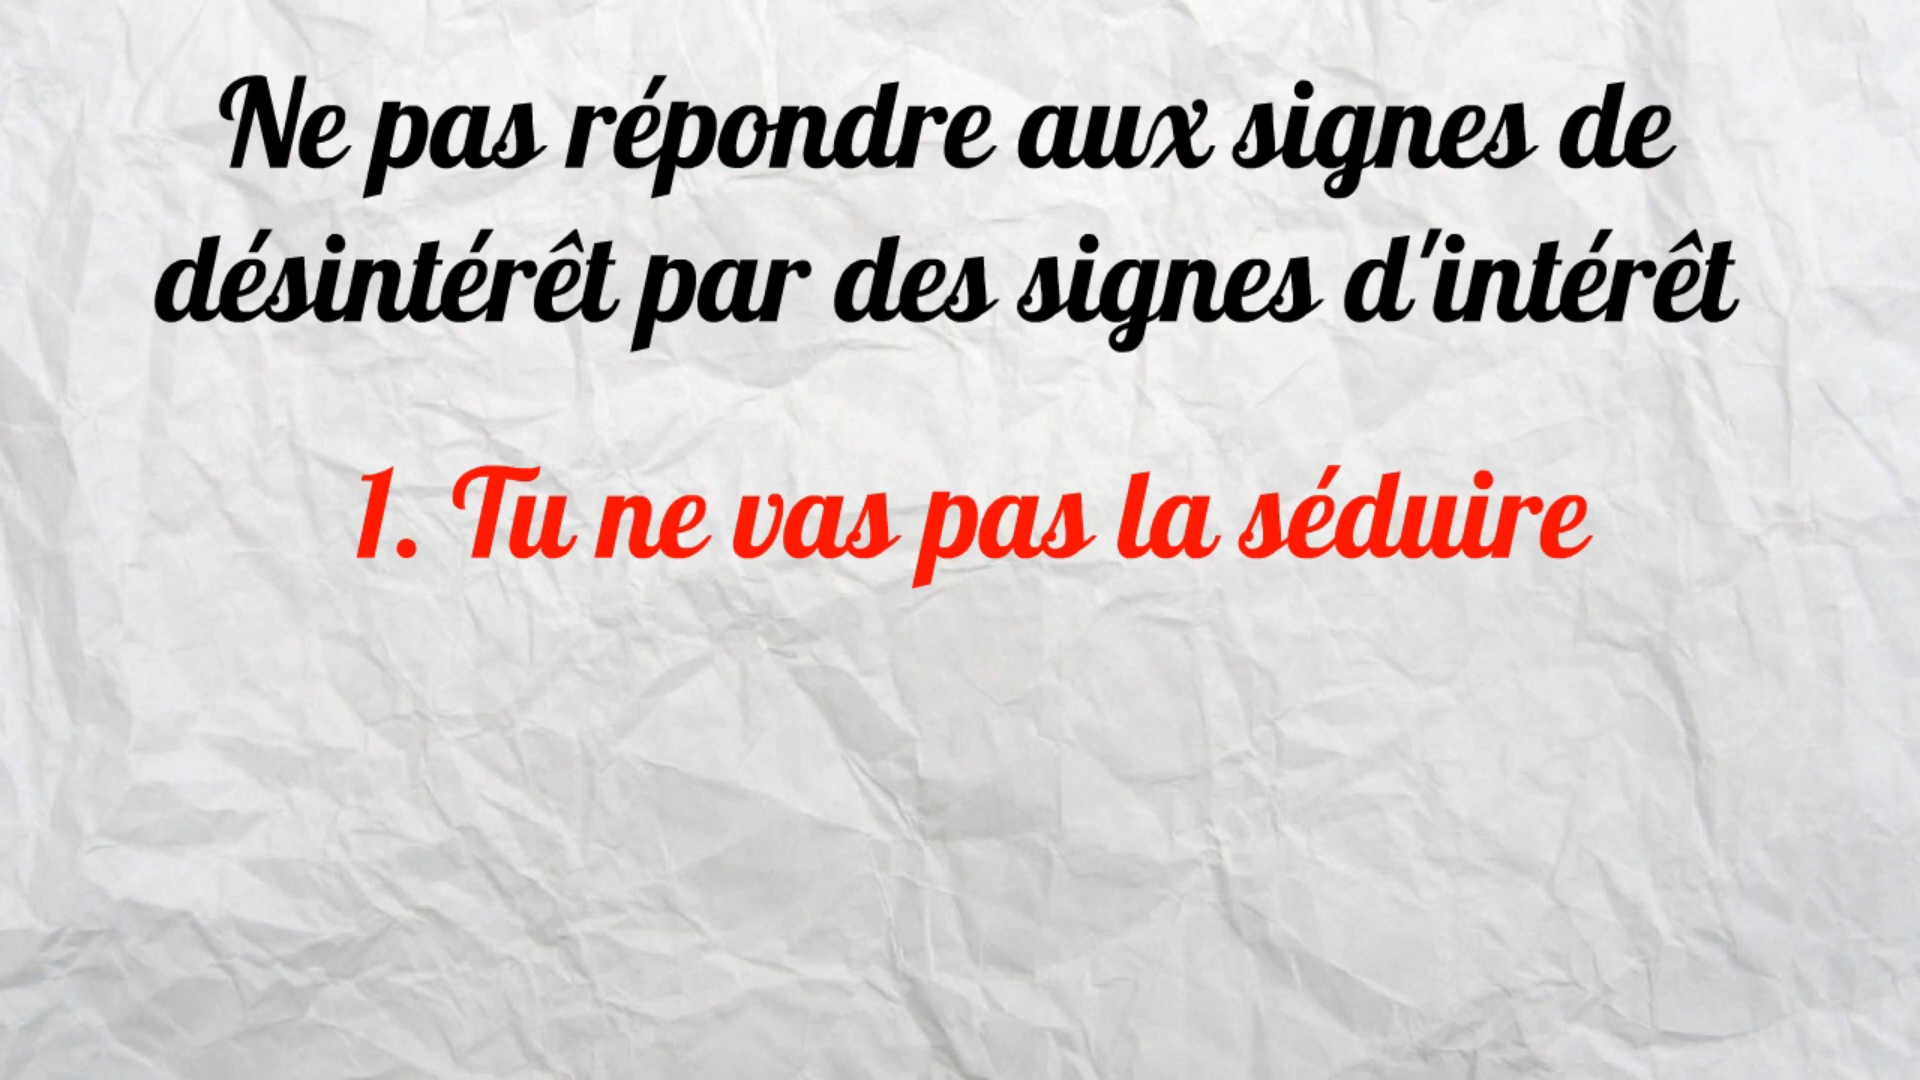 Ne pas répondre aux signes de
désintérêt par des signes d'intérêt
1. Tu ne vas pas la séduire